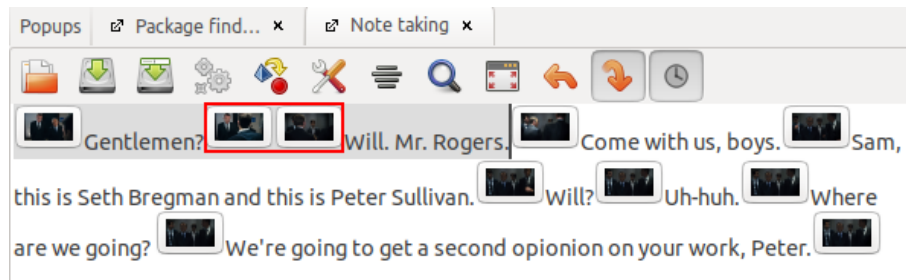 Popups Package find... × Note taking ×
Gentlemen? Will. Mr. Rogers. Come with us, boys. Sam,
this is Seth Bregman and this is Peter Sullivan. Will? Uh-huh. Where
are we going? We're going to get a second opionion on your work, Peter.